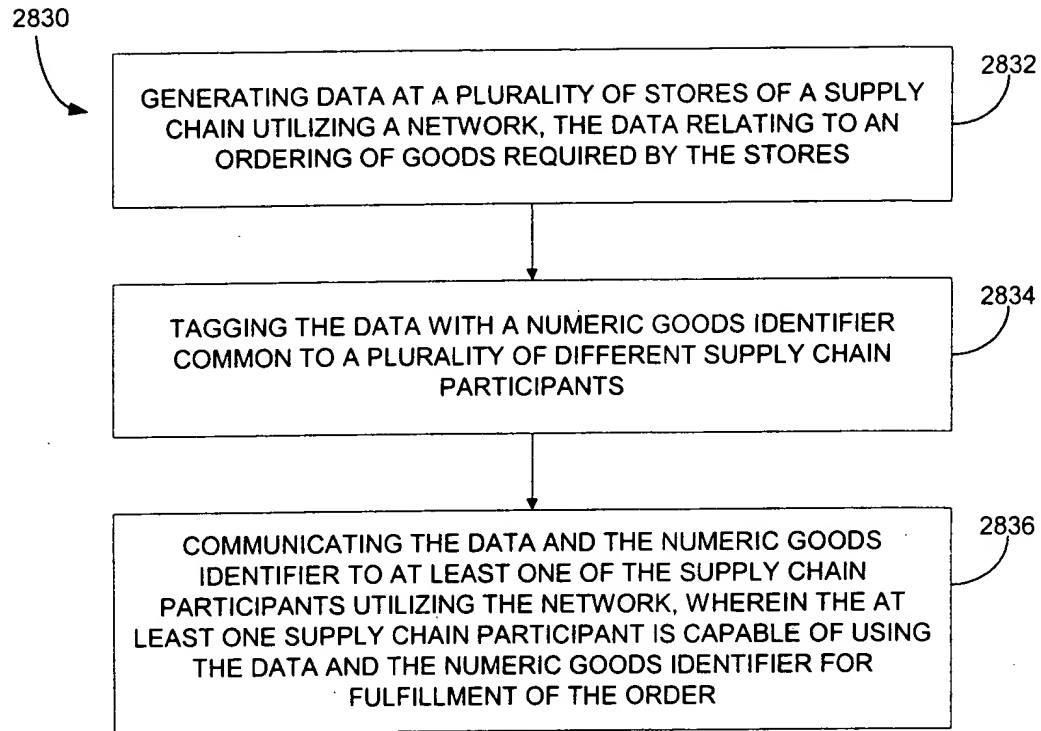 2830
2832
GENERATING DATA AT A PLURALITY OF STORES OF A SUPPLY
CHAIN UTILIZING A NETWORK, THE DATA RELATING TO AN
ORDERING OF GOODS REQUIRED BY THE STORES
2834
TAGGING THE DATA WITH A NUMERIC GOODS IDENTIFIER
COMMON TO A PLURALITY OF DIFFERENT SUPPLY CHAIN
PARTICIPANTS
2836
COMMUNICATING THE DATA AND THE NUMERIC GOODS
IDENTIFIER TO AT LEAST ONE OF THE SUPPLY CHAIN
PARTICIPANTS UTILIZING THE NETWORK, WHEREIN THE AT
LEAST ONE SUPPLY CHAIN PARTICIPANT IS CAPABLE OF USING
THE DATA AND THE NUMERIC GOODS IDENTIFIER FOR
FULFILLMENT OF THE ORDER